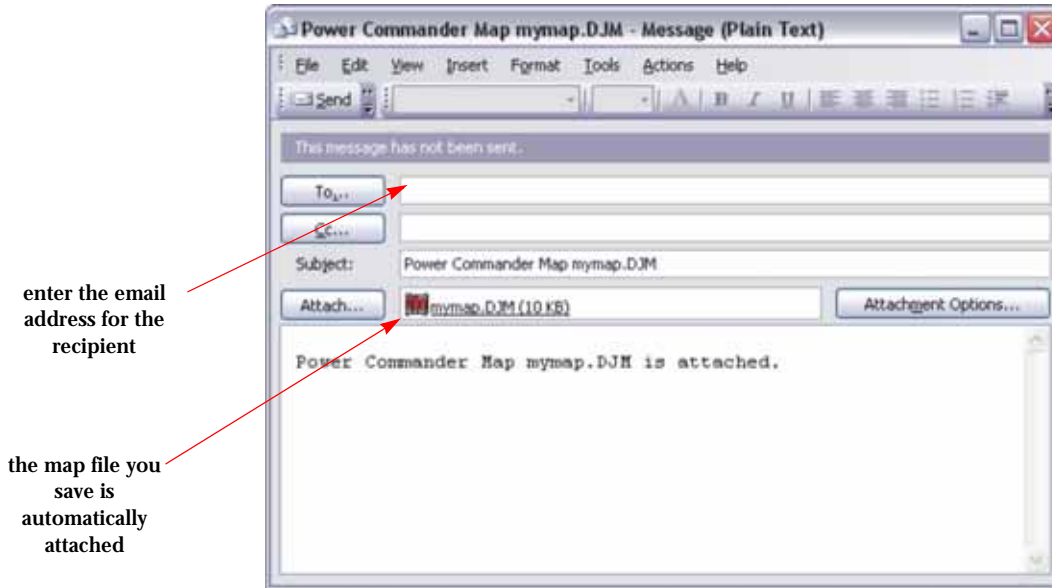 Power Commander Map mymap.DJM - Message (Plain Text)
File Edit View Insert Format Tools Actions Help
Send A B I U
This message has not been sent.
To...
Cc...
Subject: Power Commander Map mymap.DJM
Attach... mymap.DJM (10 KB) Attachment Options...
Power Commander Map mymap.DJM is attached.
enter the email
address for the
recipient
the map file you
save is
automatically
attached